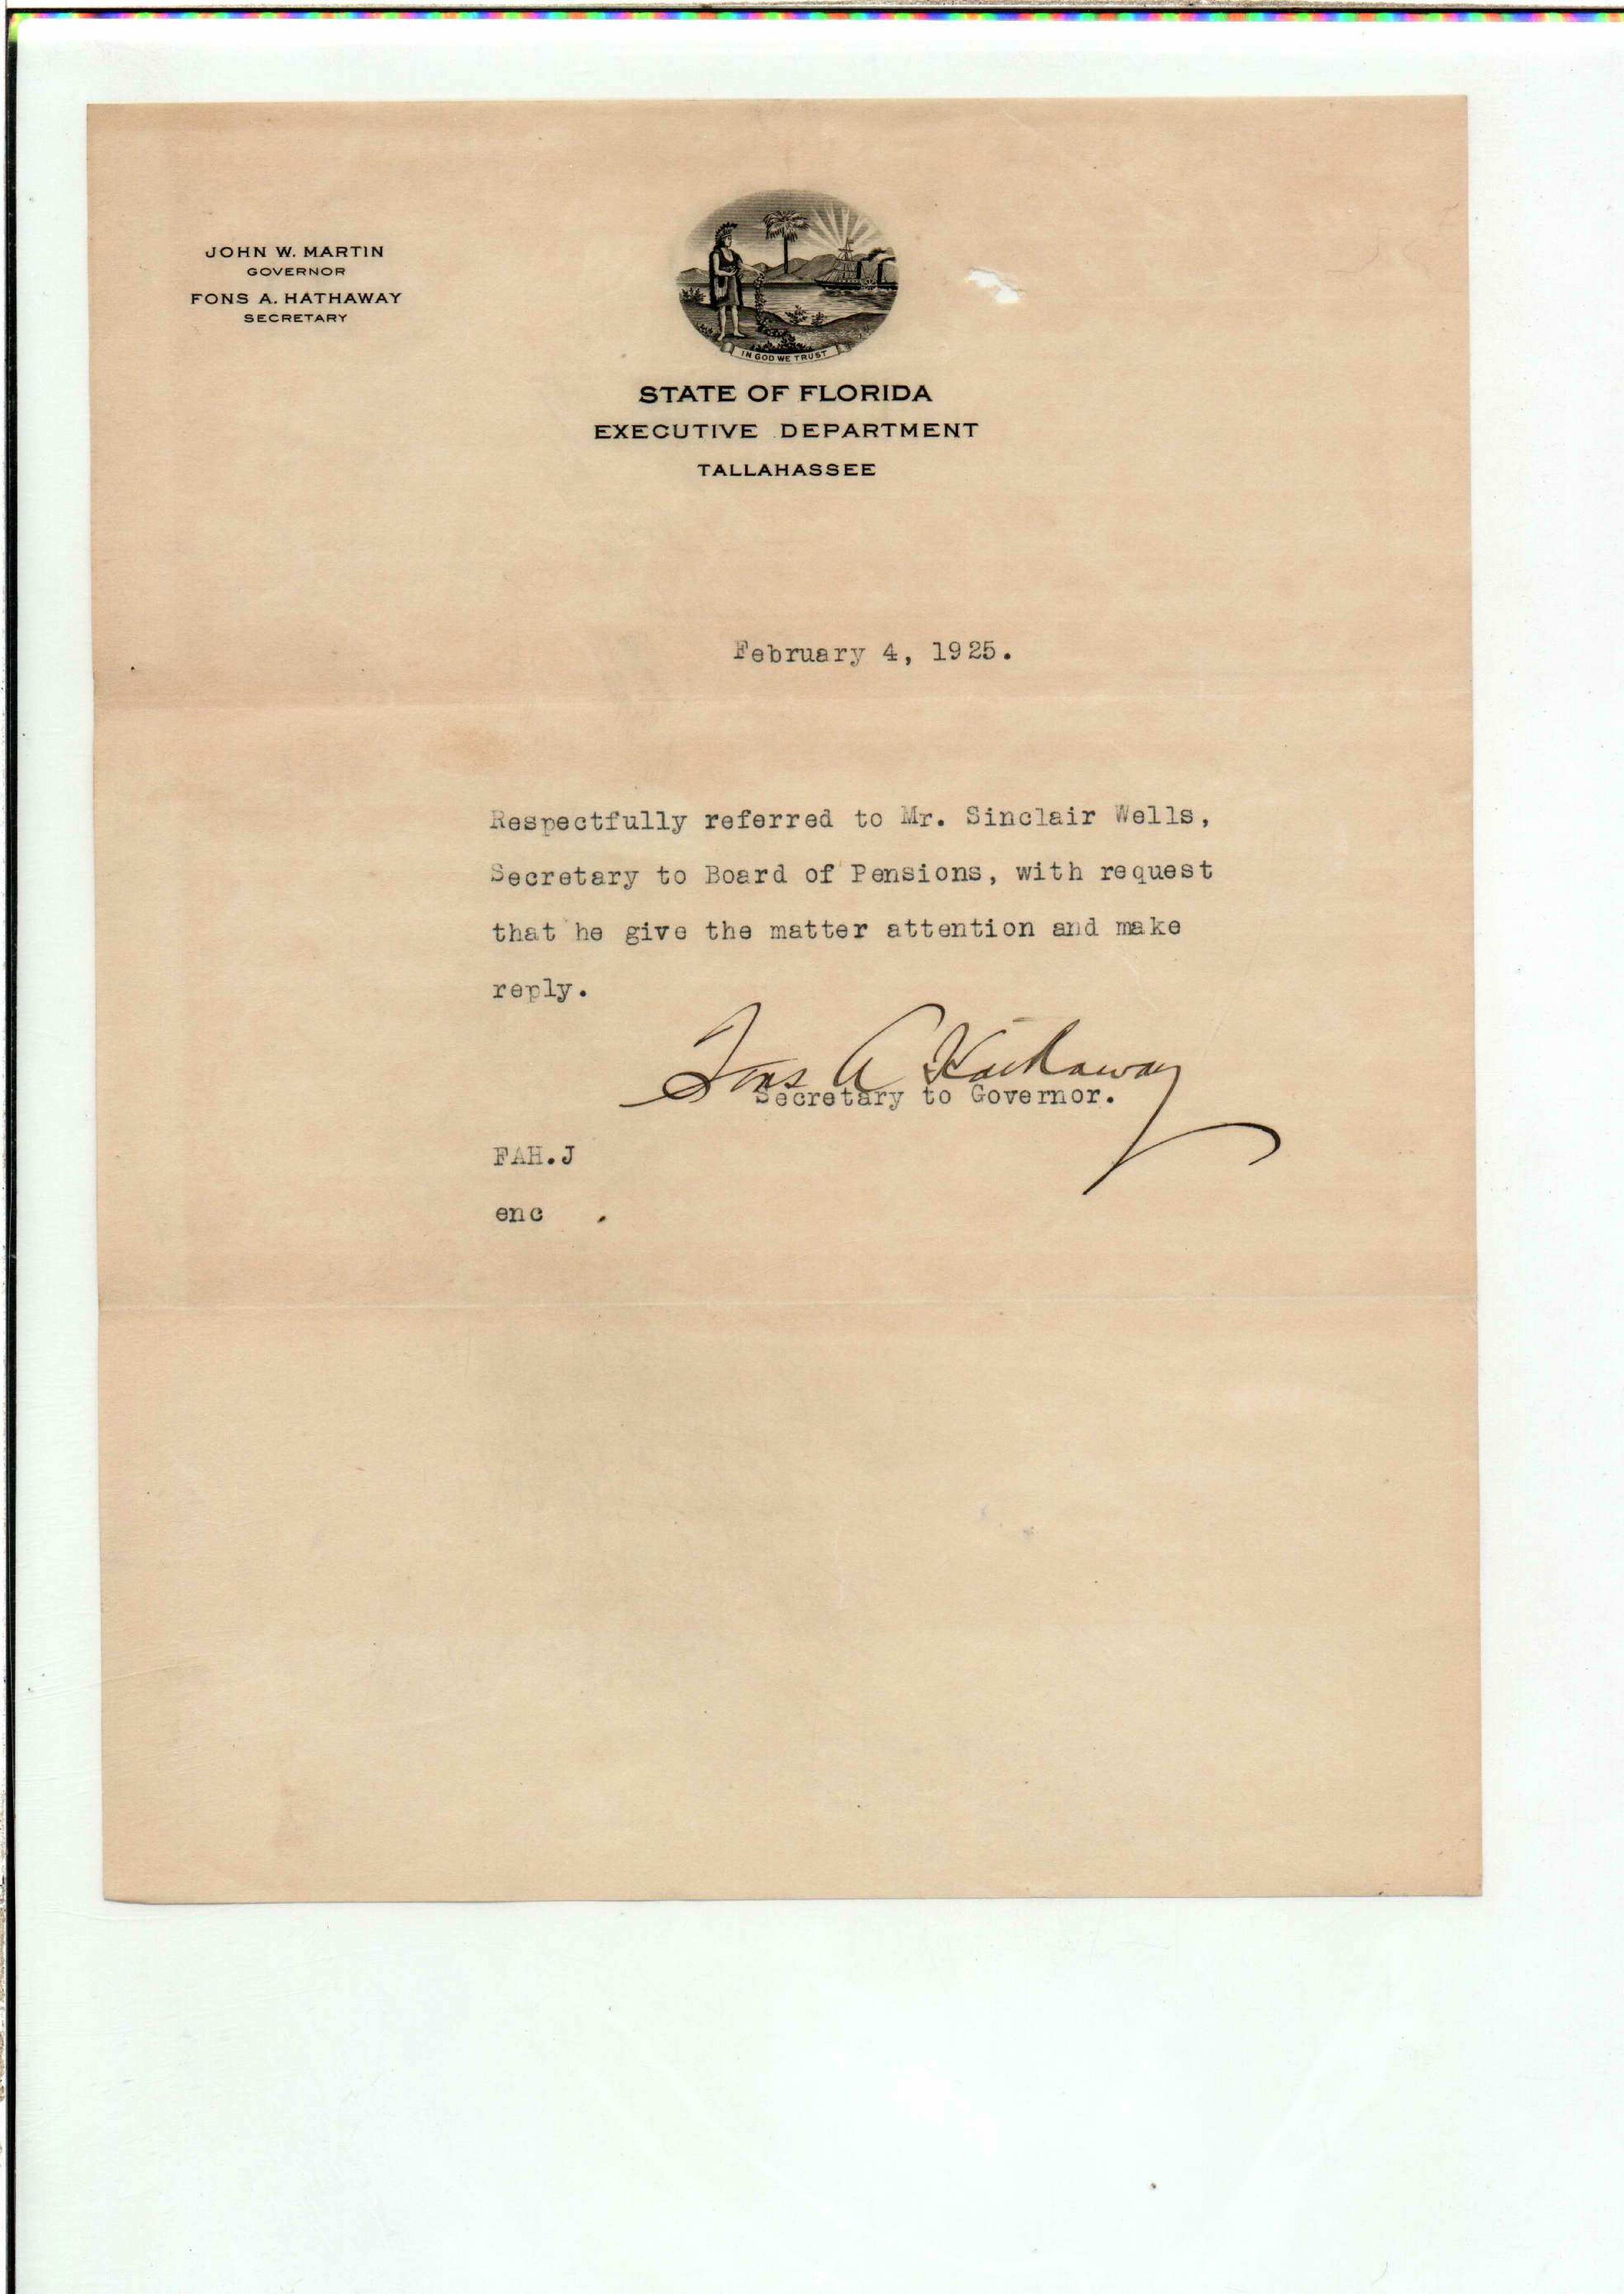 JOHN W. MARTIN
GOVERNOR
FONS A. HATHAWAY
SECRETARY
IN GOD WE TRUST
STATE OF FLORIDA
EXECUTIVE DEPARTMENT
TALLAHASSEE
February 4, 1925.
Respectfully referred to Mr. Sinclair Wells,
Secretary to Board of Pensions, with request
that he give the matter attention and make
reply.
Fons A Hathaway
Secretary to Governor.
FAH.J
enc .